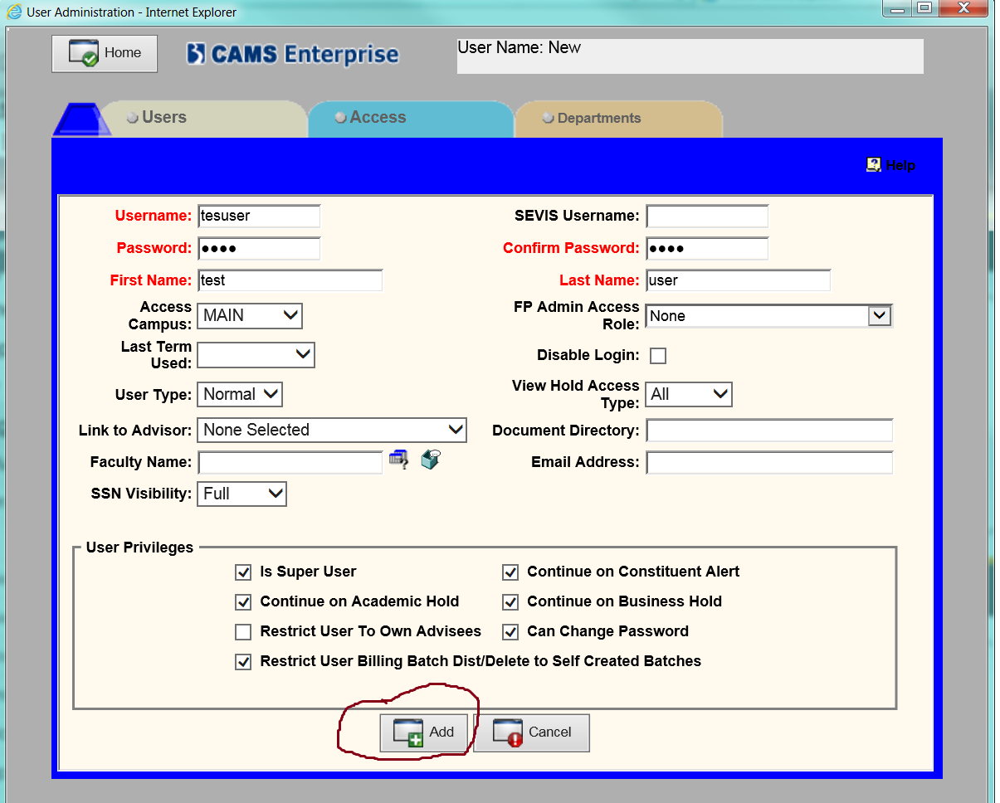 User Administration - Internet Explorer
Home
CAMS Enterprise
User Name: New
Users
Access
Departments
Help
Username: tesuser SEVIS Username:
Password: ●●●● Confirm Password: ●●●●
First Name: test Last Name: user
Access Campus: MAIN FP Admin Access Role: None
Last Term Used: Disable Login:
User Type: Normal View Hold Access Type: All
Link to Advisor: None Selected Document Directory:
Faculty Name: Email Address:
SSN Visibility: Full
User Privileges
Is Super User Continue on Constituent Alert
Continue on Academic Hold Continue on Business Hold
Restrict User To Own Advisees Can Change Password
Restrict User Billing Batch Dist/Delete to Self Created Batches
Add Cancel